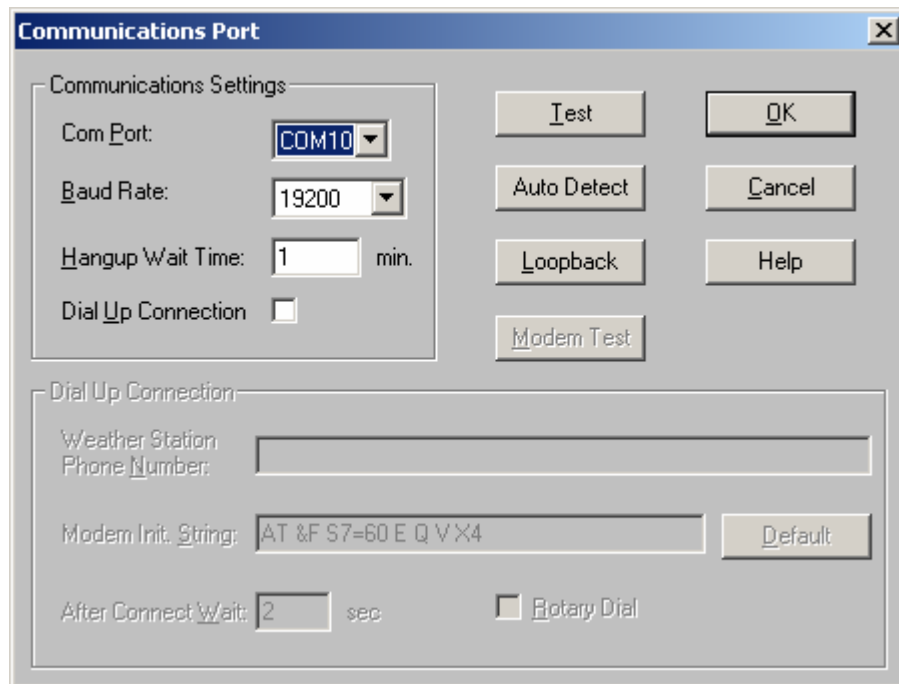 Communications Port
Communications Settings
Com Port:
COM10
Baud Rate:
19200
Hangup Wait Time:
1
min.
Dial Up Connection
Test
OK
Auto Detect
Cancel
Loopback
Help
Modem Test
Dial Up Connection
Weather Station
Phone Number:
Modem Init. String:
AT &F S7=60 E Q V X4
Default
After Connect Wait:
2
sec
Rotary Dial